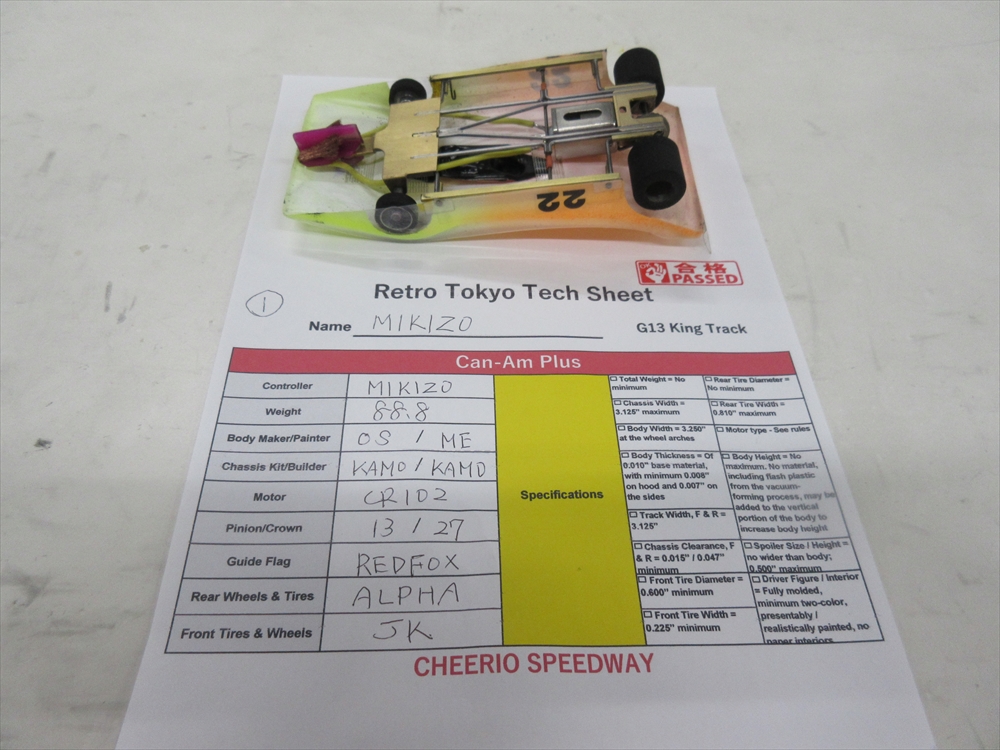 22
合格
PASSED
Retro Tokyo Tech Sheet
1
Name MIKIZO
G13 King Track
Can-Am Plus
Controller MIKIZO
Weight 88.8
Body Maker/Painter OS / ME
Chassis Kit/Builder KAMO / KAMO
Motor CR102
Pinion/Crown 13 / 27
Guide Flag REDFOX
Rear Wheels & Tires ALPHA
Front Tires & Wheels JK
Specifications
☐ Total Weight = No
minimum
☐ Chassis Width =
3.125" maximum
☐ Body Width = 3.250"
at the wheel arches
☐ Body Thickness = Of
0.010" base material,
with minimum 0.008"
on hood and 0.007" on
the sides
☐ Track Width, F & R =
3.125"
☐ Chassis Clearance, F
& R = 0.015" / 0.047"
minimum
☐ Front Tire Diameter =
0.600" minimum
☐ Front Tire Width =
0.225" minimum
☐ Rear Tire Diameter =
No minimum
☐ Rear Tire Width =
0.810" maximum
☐ Motor type - See rules
☐ Body Height = No
maximum. No material,
including flash plastic
from the vacuum-
forming process, may be
added to the vertical
portion of the body to
increase body height
☐ Spoiler Size / Height =
no wider than body;
0.500" maximum
☐ Driver Figure / Interior
= Fully molded,
minimum two-color,
presentably /
realistically painted, no
paper interiors
CHEERIO SPEEDWAY